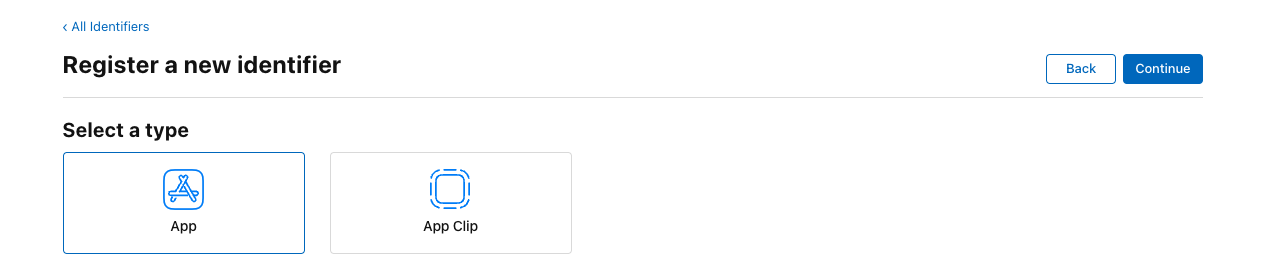 ‹ All Identifiers
Register a new identifier
Back
Continue
Select a type
App
App Clip